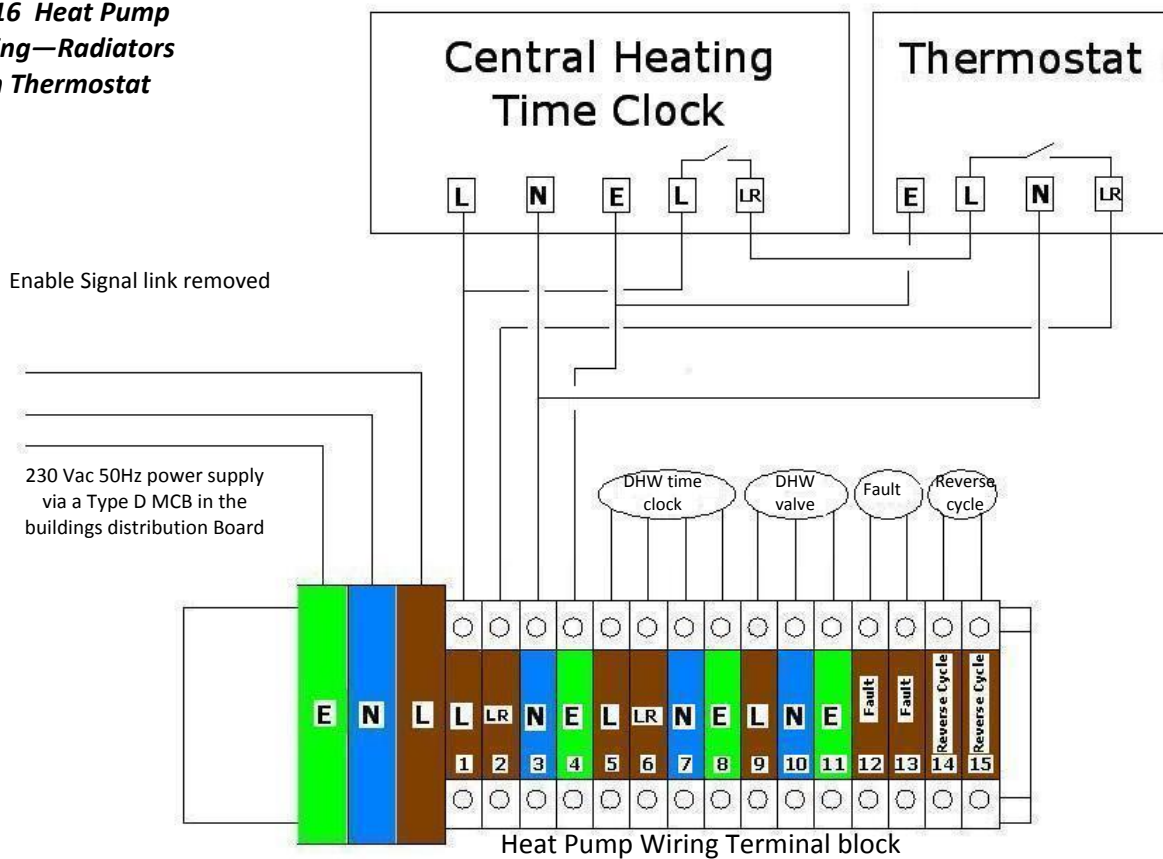 16 Heat Pump
ing—Radiators
Thermostat
Central Heating
Time Clock
L N E L LR
Thermostat
E L N LR
Enable Signal link removed
230 Vac 50Hz power supply
via a Type D MCB in the
buildings distribution Board
DHW time
clock
DHW
valve
Fault
Reverse
cycle
E N L L LR N E L LR N E L N E Fault Fault Reverse Cycle Reverse Cycle
1 2 3 4 5 6 7 8 9 10 11 12 13 14 15
Heat Pump Wiring Terminal block